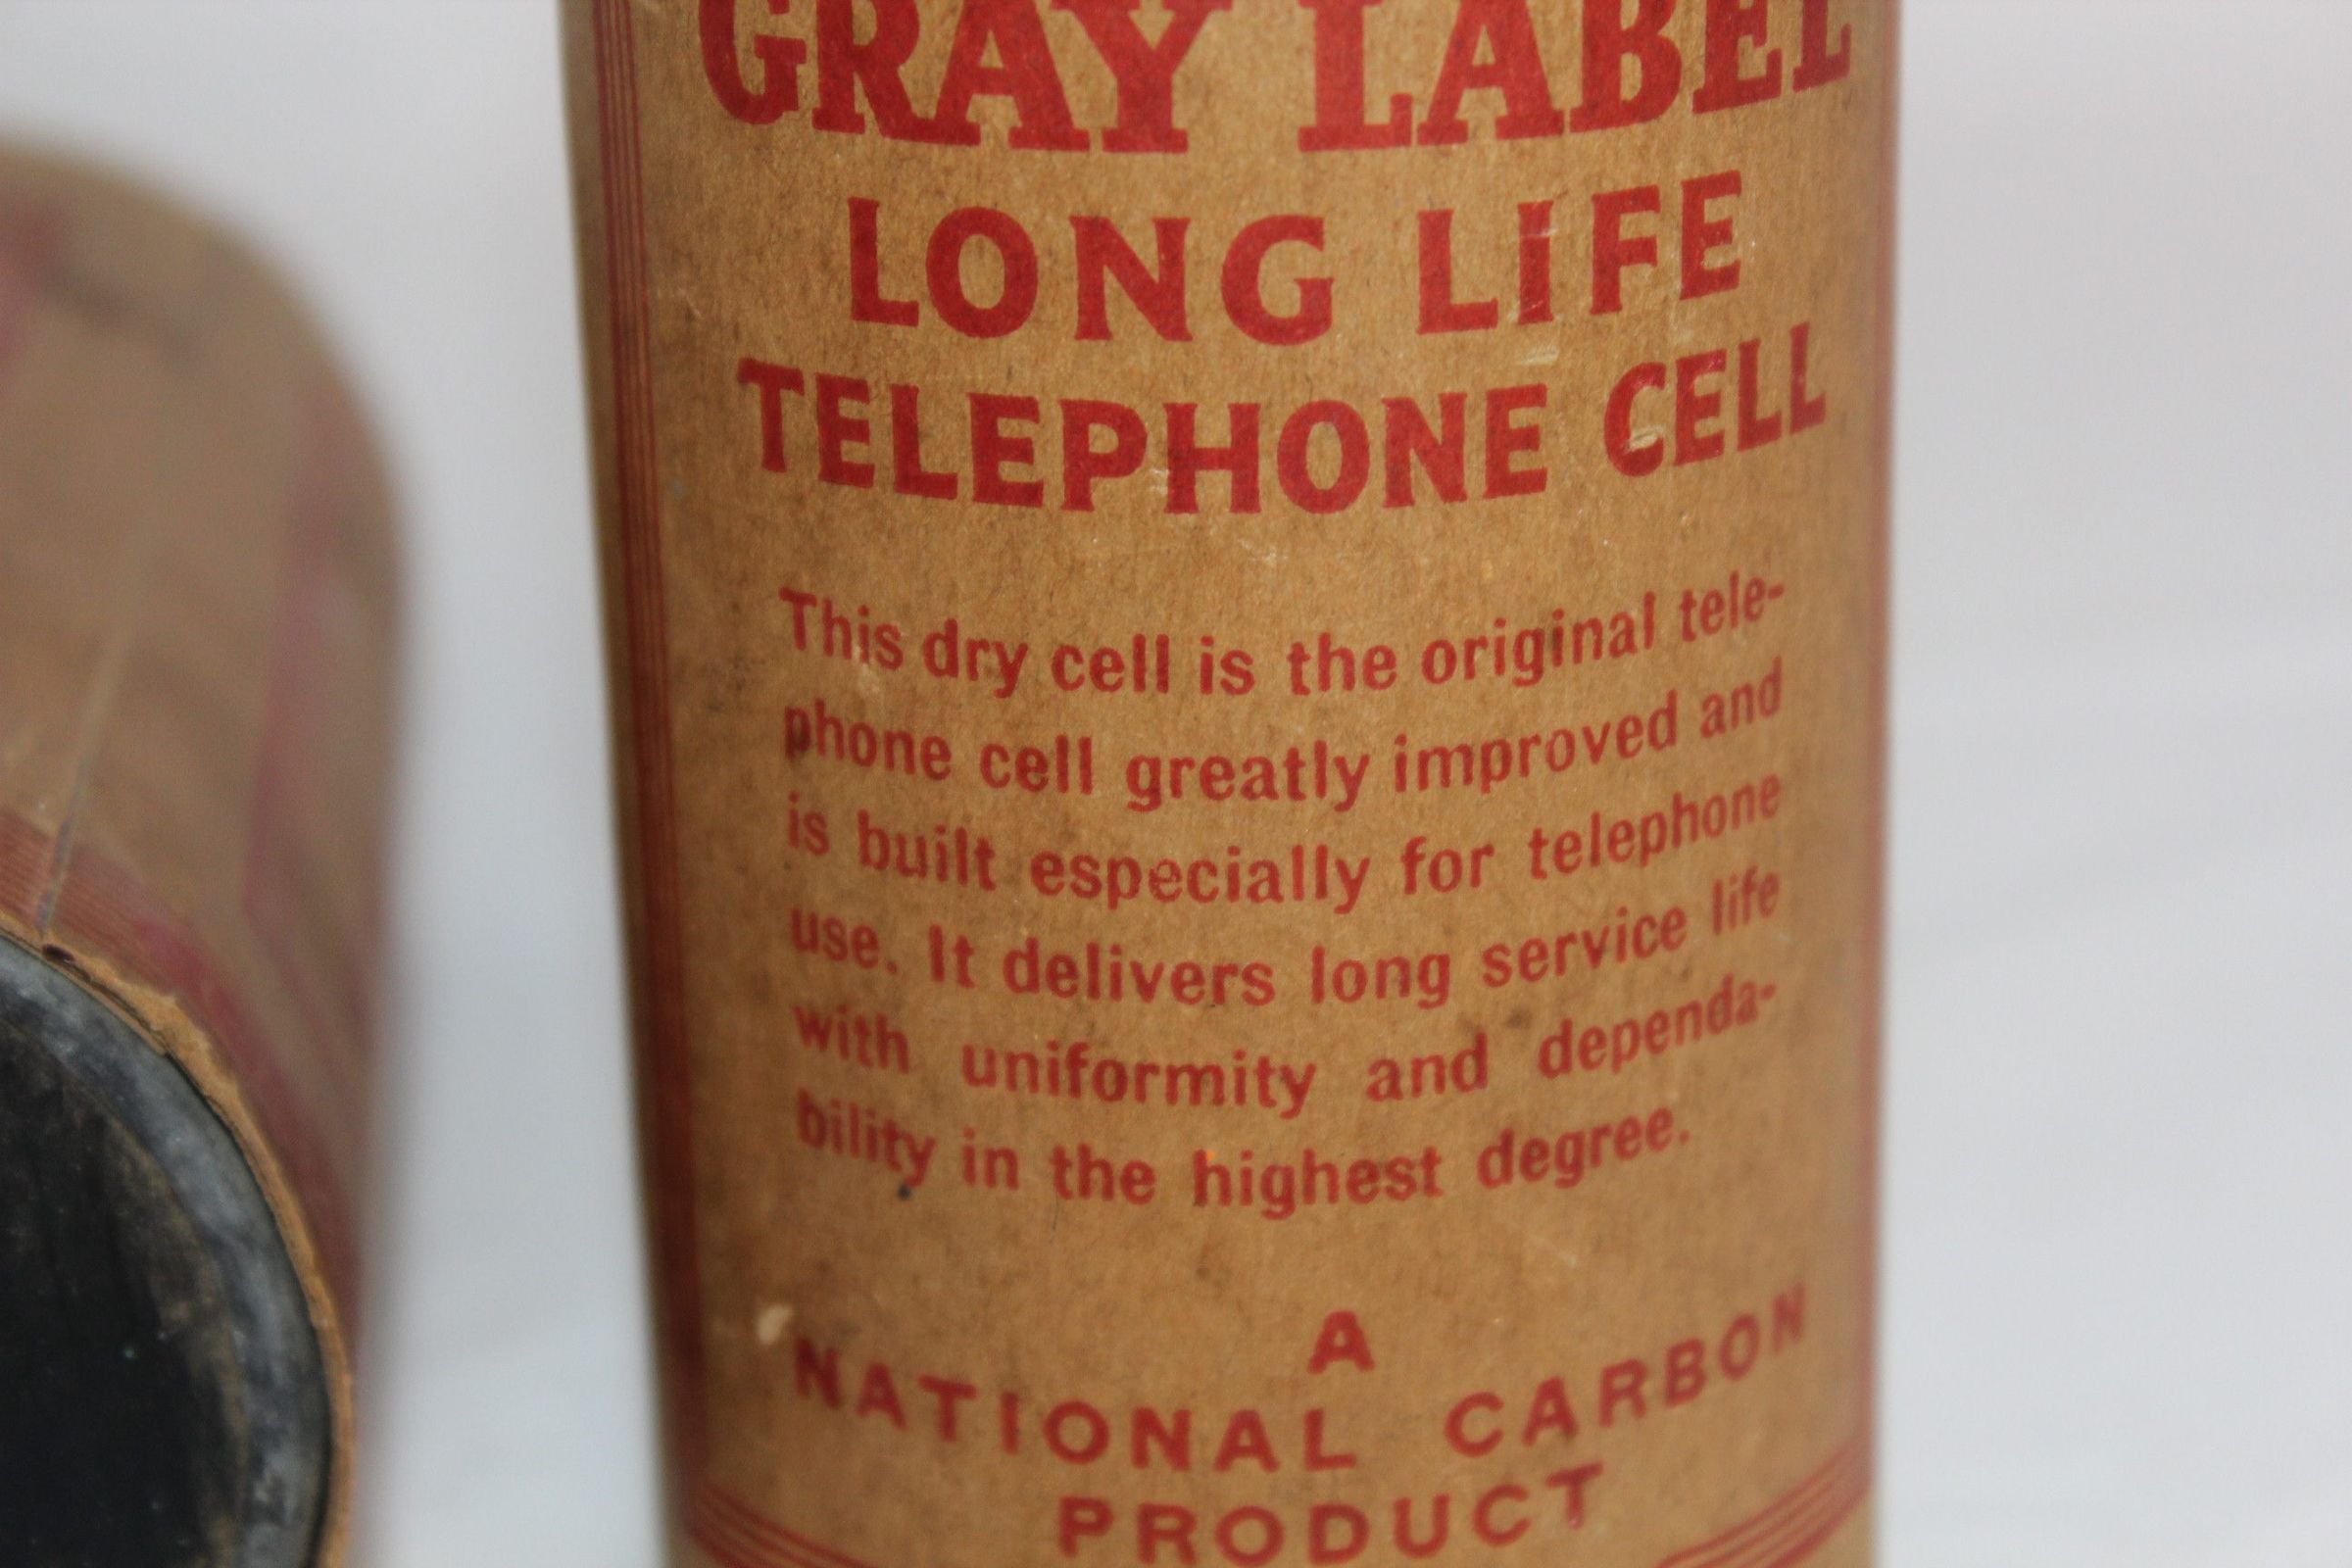 GRAY LABEL
LONG LIFE
TELEPHONE CELL
This dry cell is the original tele-
phone cell greatly improved and
is built especially for telephone
use. It delivers long service life
with uniformity and dependa-
bility in the highest degree.
A
NATIONAL CARBON
PRODUCT